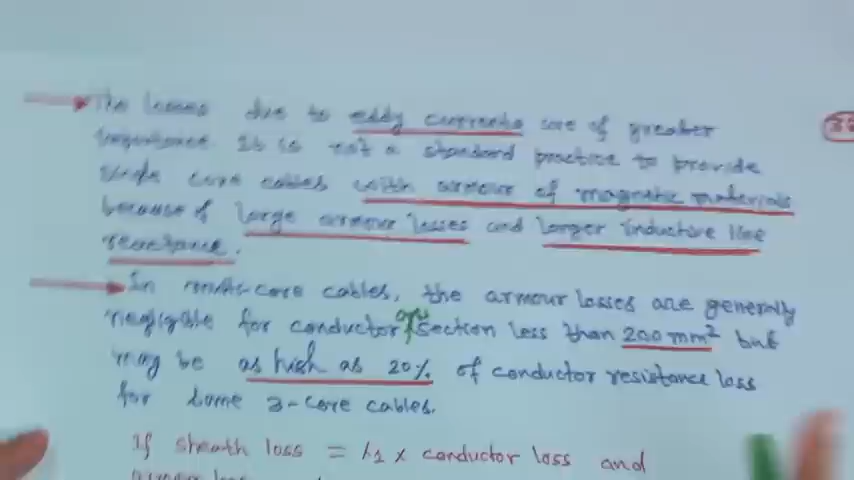 The losses due to eddy currents are of greater
importance. It is not a standard practice to provide
single core cables with armour of magnetic materials
because of large armour losses and larger inductive line
reactance.
In multi-core cables, the armour losses are generally
negligible for conductor of section less than 200 mm² but
may be as high as 20% of conductor resistance loss
for some 3-core cables.
If sheath loss = λ1 x conductor loss and